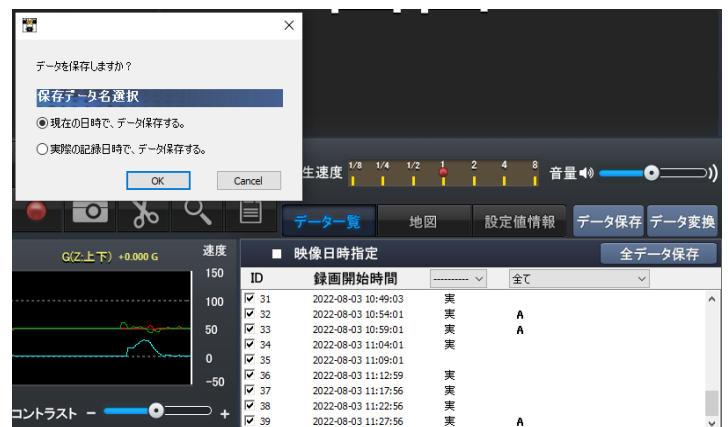 データを保存しますか？
保存データ名選択
現在の日時で、データ保存する。
実際の記録日時で、データ保存する。
OK Cancel
生速度 1/8 1/4 1/2 1 2 4 8 音量
データ一覧 地図 設定値情報 データ保存 データ変換
G(Z:上下) +0.000 G 速度
■ 映像日時指定 全データ保存
150
100
50
0
-50
ID 録画開始時間 ---------- 全て
31 2022-08-03 10:49:03 実
32 2022-08-03 10:54:01 実 A
33 2022-08-03 10:59:01 実 A
34 2022-08-03 11:04:01 実
35 2022-08-03 11:09:01
36 2022-08-03 11:12:59 実
37 2022-08-03 11:17:56 実
38 2022-08-03 11:22:56 実
39 2022-08-03 11:27:56 実 A
コントラスト - +